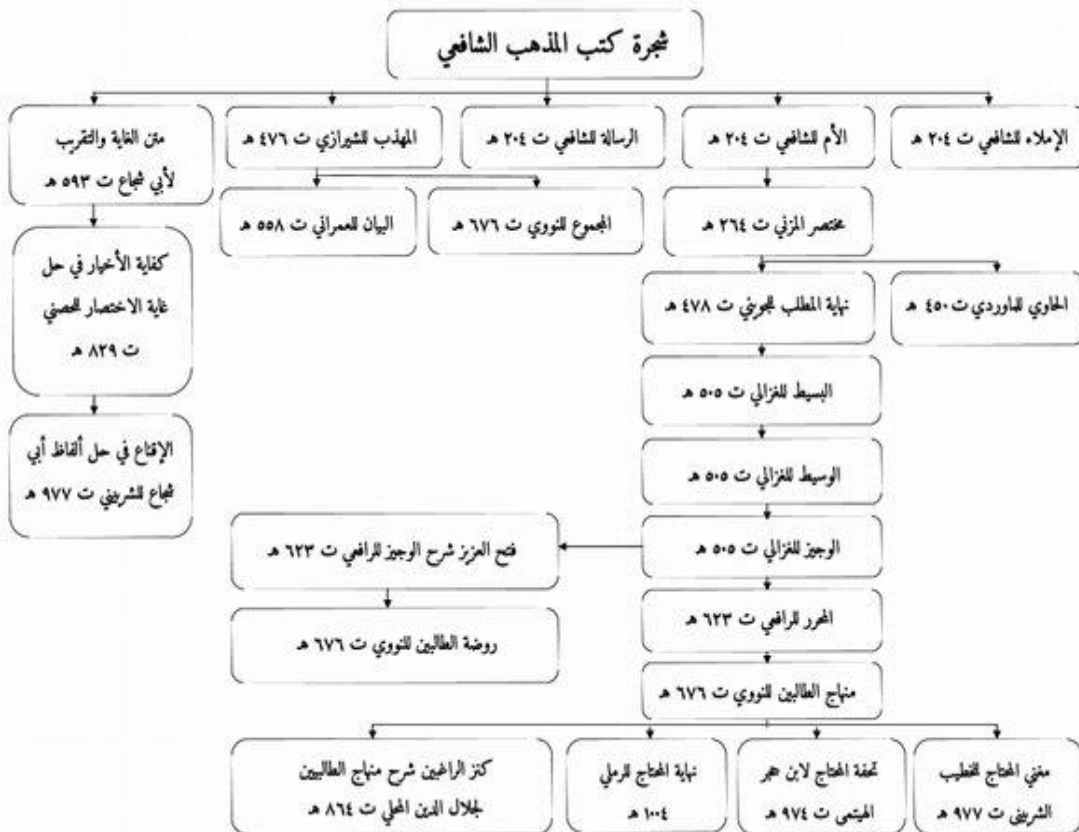 شجرة كتب المذهب الشافعي
الإملاء للشافعي ت ٢٠٤ هـ
الأم للشافعي ت ٢٠٤ هـ
الرسالة للشافعي ت ٢٠٤ هـ
المهذب للشيرازي ت ٤٧٦ هـ
متن الغاية والتقرب
لأبي شجاع ت ٥٩٣ هـ
مختصر المزني ت ٢٦٤ هـ
المجموع للنووي ت ٦٧٦ هـ
البيان للعمراني ت ٥٥٨ هـ
كفاية الأخيار في حل
غاية الاختصار للحصني
ت ٨٢٩ هـ
الحاوي للماوردي ت ٤٥٠ هـ
نهاية المطلب للجويني ت ٤٧٨ هـ
البسيط للغزالي ت ٥٠٥ هـ
الإقناع في حل ألفاظ أبي
شجاع للشربيني ت ٩٧٧ هـ
الوسيط للغزالي ت ٥٠٥ هـ
الوجيز للغزالي ت ٥٠٥ هـ
فتح العزيز شرح الوجيز للرافعي ت ٦٢٣ هـ
المحرر للرافعي ت ٦٢٣ هـ
روضة الطالبين للنووي ت ٦٧٦ هـ
منهاج الطالبين للنووي ت ٦٧٦ هـ
مغني المحتاج للخطيب
الشربيني ت ٩٧٧ هـ
تحفة المحتاج لابن حجر
الهيتمي ت ٩٧٤ هـ
نهاية المحتاج للرملي
١٠٠٤ هـ
كنز الراغبين شرح منهاج الطالبيين
لجلال الدين المحلي ت ٨٦٤ هـ